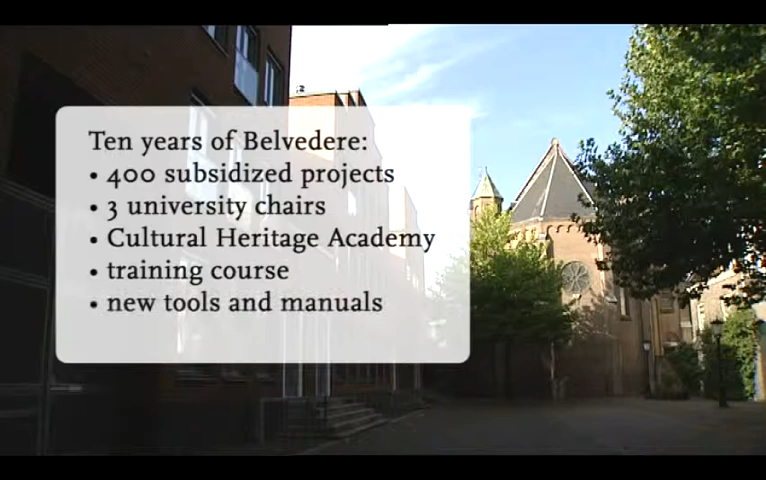 Ten years of Belvedere:
• 400 subsidized projects
• 3 university chairs
• Cultural Heritage Academy
• training course
• new tools and manuals